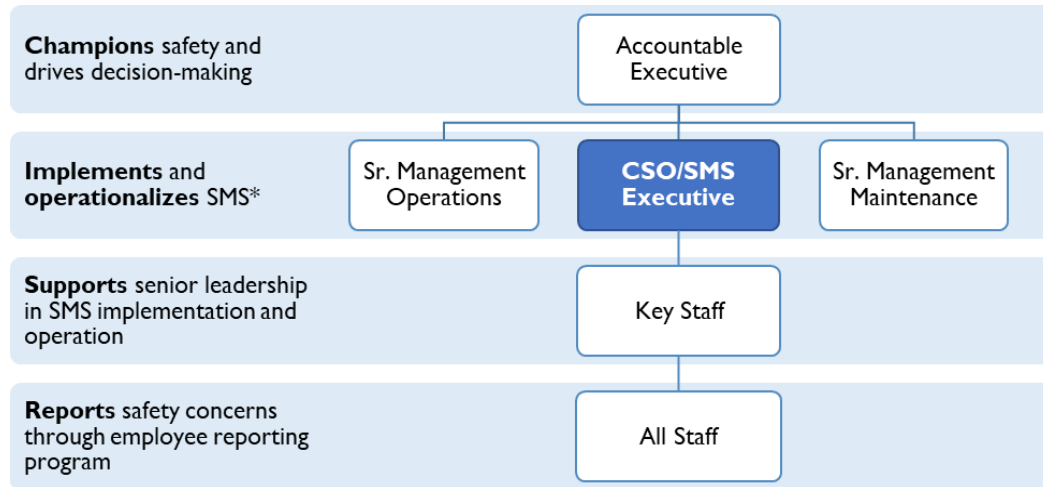 Champions safety and
drives decision-making
Accountable
Executive
Implements and
operationalizes SMS*
Sr. Management
Operations
CSO/SMS
Executive
Sr. Management
Maintenance
Supports senior leadership
in SMS implementation and
operation
Key Staff
Reports safety concerns
through employee reporting
program
All Staff